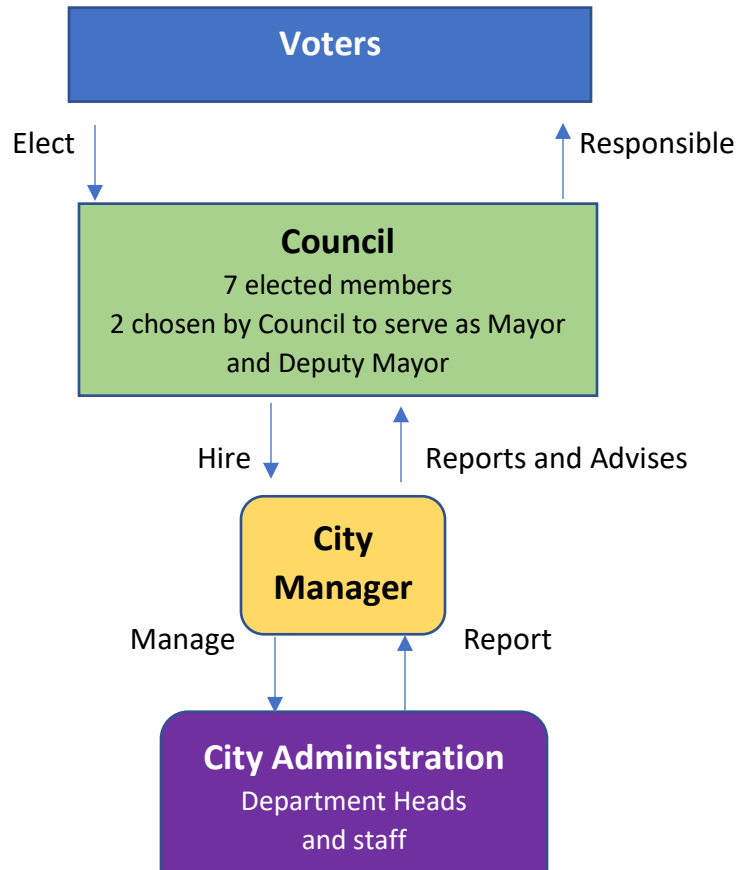 Voters
Elect
Responsible
Council
7 elected members
2 chosen by Council to serve as Mayor
and Deputy Mayor
Hire
Reports and Advises
City
Manager
Manage
Report
City Administration
Department Heads
and staff